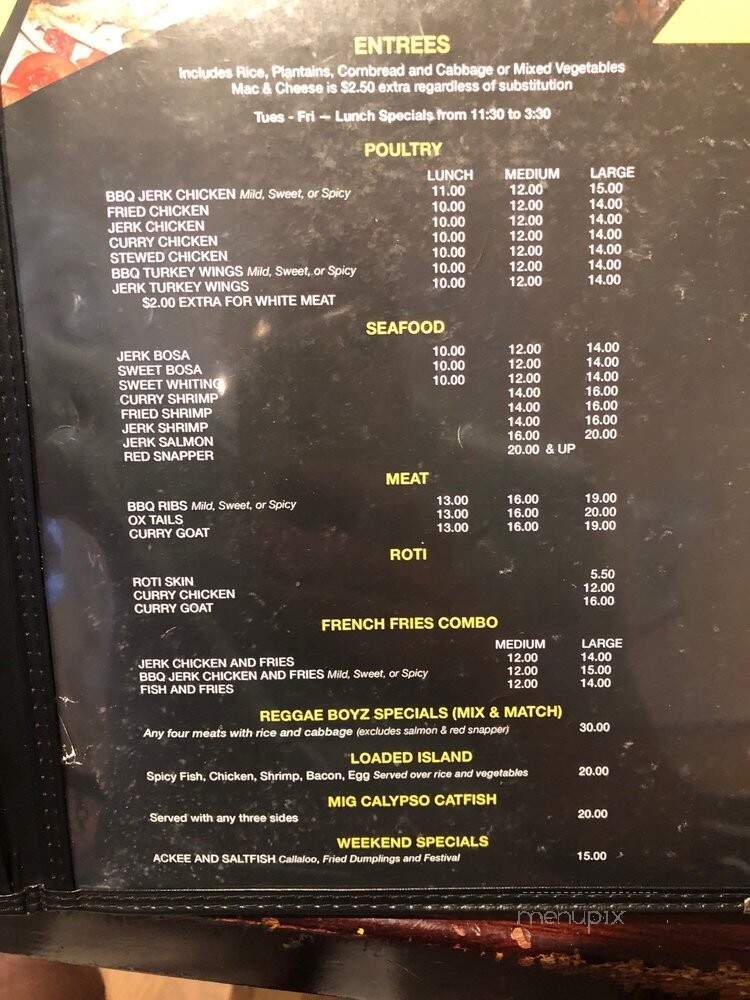 ENTREES
Includes Rice, Plantains, Cornbread and Cabbage or Mixed Vegetables
Mac & Cheese is $2.50 extra regardless of substitution
Tues - Fri — Lunch Specials from 11:30 to 3:30
POULTRY
LUNCH MEDIUM LARGE
BBQ JERK CHICKEN Mild, Sweet, or Spicy 11.00 12.00 15.00
FRIED CHICKEN 10.00 12.00 14.00
JERK CHICKEN 10.00 12.00 14.00
CURRY CHICKEN 10.00 12.00 14.00
STEWED CHICKEN 10.00 12.00 14.00
BBQ TURKEY WINGS Mild, Sweet, or Spicy 10.00 12.00 14.00
JERK TURKEY WINGS 10.00 12.00 14.00
$2.00 EXTRA FOR WHITE MEAT
SEAFOOD
JERK BOSA 10.00 12.00 14.00
SWEET BOSA 10.00 12.00 14.00
SWEET WHITING 10.00 12.00 14.00
CURRY SHRIMP 14.00 16.00
FRIED SHRIMP 14.00 16.00
JERK SHRIMP 14.00 16.00
JERK SALMON 16.00 20.00
RED SNAPPER 20.00 & UP
MEAT
BBQ RIBS Mild, Sweet, or Spicy 13.00 16.00 19.00
OX TAILS 13.00 16.00 20.00
CURRY GOAT 13.00 16.00 19.00
ROTI
ROTI SKIN 5.50
CURRY CHICKEN 12.00
CURRY GOAT 16.00
FRENCH FRIES COMBO
MEDIUM LARGE
JERK CHICKEN AND FRIES 12.00 14.00
BBQ JERK CHICKEN AND FRIES Mild, Sweet, or Spicy 12.00 15.00
FISH AND FRIES 12.00 14.00
REGGAE BOYZ SPECIALS (MIX & MATCH)
Any four meats with rice and cabbage (excludes salmon & red snapper) 30.00
LOADED ISLAND
Spicy Fish, Chicken, Shrimp, Bacon, Egg Served over rice and vegetables 20.00
MIG CALYPSO CATFISH
Served with any three sides 20.00
WEEKEND SPECIALS
ACKEE AND SALTFISH Callaloo, Fried Dumplings and Festival 15.00
menupix